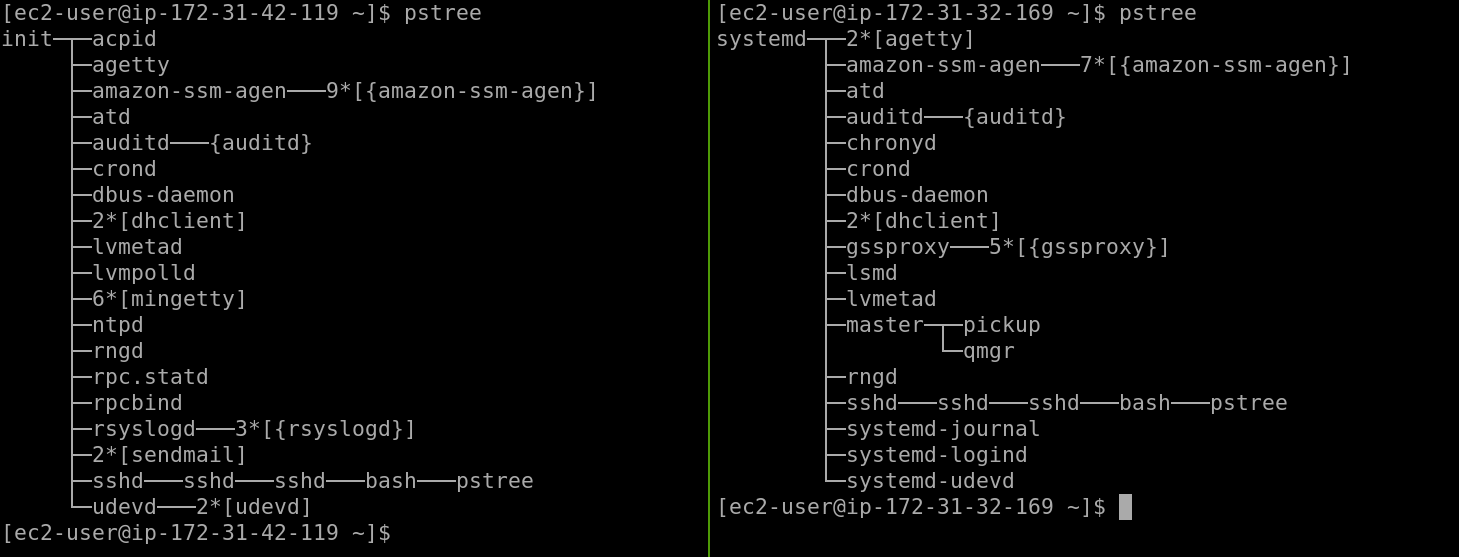 [ec2-user@ip-172-31-42-119 ~]$ pstree
init─┬─acpid
     ├─agetty
     ├─amazon-ssm-agen───9*[{amazon-ssm-agen}]
     ├─atd
     ├─auditd───{auditd}
     ├─crond
     ├─dbus-daemon
     ├─2*[dhclient]
     ├─lvmetad
     ├─lvmpolld
     ├─6*[mingetty]
     ├─ntpd
     ├─rngd
     ├─rpc.statd
     ├─rpcbind
     ├─rsyslogd───3*[{rsyslogd}]
     ├─2*[sendmail]
     ├─sshd───sshd───sshd───bash───pstree
     └─udevd───2*[udevd]
[ec2-user@ip-172-31-42-119 ~]$
[ec2-user@ip-172-31-32-169 ~]$ pstree
systemd─┬─2*[agetty]
        ├─amazon-ssm-agen───7*[{amazon-ssm-agen}]
        ├─atd
        ├─auditd───{auditd}
        ├─chronyd
        ├─crond
        ├─dbus-daemon
        ├─2*[dhclient]
        ├─gssproxy───5*[{gssproxy}]
        ├─lsmd
        ├─lvmetad
        ├─master─┬─pickup
        │        └─qmgr
        ├─rngd
        ├─sshd───sshd───sshd───bash───pstree
        ├─systemd-journal
        ├─systemd-logind
        └─systemd-udevd
[ec2-user@ip-172-31-32-169 ~]$